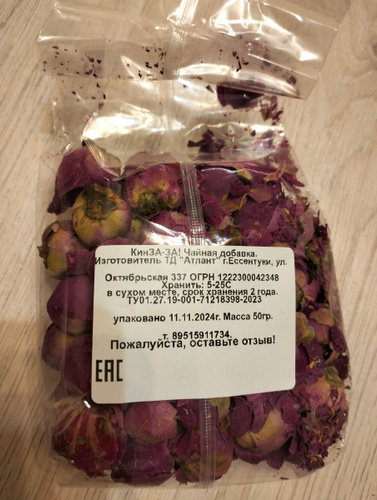 КинЗА-ЗА! Чайная добавка.
Изготовитель ТД "Атлант" г.Ессентуки, ул.
Октябрьская 337 ОГРН 1222300042348
Хранить: 5-25С
в сухом месте, срок хранения 2 года.
ТУ01.27.19-001-71218398-2023
упаковано 11.11.2024г. Масса 50гр.
т. 89515911734.
Пожалуйста, оставьте отзыв!
ЕАС